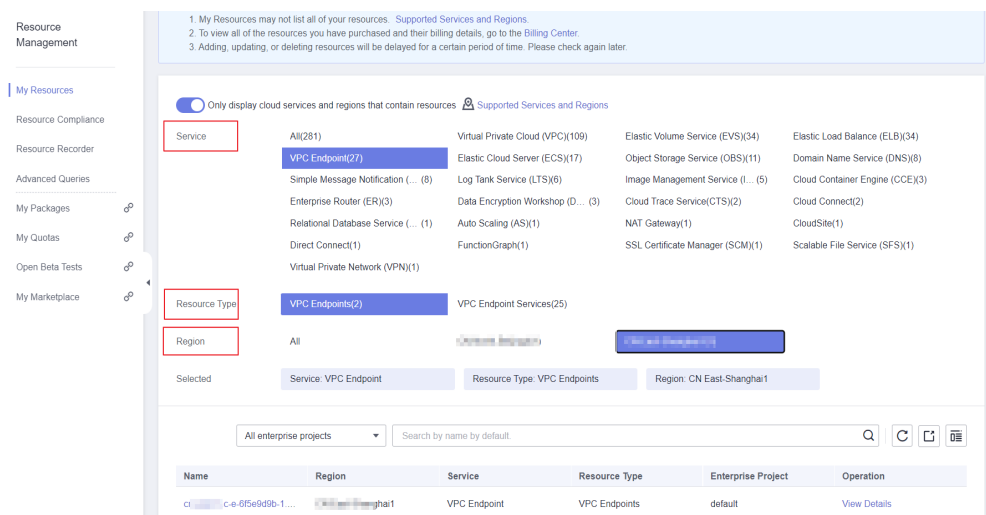 Resource
Management
1. My Resources may not list all of your resources. Supported Services and Regions.
2. To view all of the resources you have purchased and their billing details, go to the Billing Center.
3. Adding, updating, or deleting resources will be delayed for a certain period of time. Please check again later.
My Resources
Resource Compliance
Resource Recorder
Advanced Queries
My Packages
My Quotas
Open Beta Tests
My Marketplace
Only display cloud services and regions that contain resources Supported Services and Regions
Service All(281) Virtual Private Cloud (VPC)(109) Elastic Volume Service (EVS)(34) Elastic Load Balance (ELB)(34)
VPC Endpoint(27) Elastic Cloud Server (ECS)(17) Object Storage Service (OBS)(11) Domain Name Service (DNS)(8)
Simple Message Notification (... (8) Log Tank Service (LTS)(6) Image Management Service (I... (5) Cloud Container Engine (CCE)(3)
Enterprise Router (ER)(3) Data Encryption Workshop (D... (3) Cloud Trace Service(CTS)(2) Cloud Connect(2)
Relational Database Service (... (1) Auto Scaling (AS)(1) NAT Gateway(1) CloudSite(1)
Direct Connect(1) FunctionGraph(1) SSL Certificate Manager (SCM)(1) Scalable File Service (SFS)(1)
Virtual Private Network (VPN)(1)
Resource Type VPC Endpoints(2) VPC Endpoint Services(25)
Region All
Selected Service: VPC Endpoint Resource Type: VPC Endpoints Region: CN East-Shanghai1
All enterprise projects Search by name by default.
Name Region Service Resource Type Enterprise Project Operation
c-e-6f5e9d9b-1... ghai1 VPC Endpoint VPC Endpoints default View Details